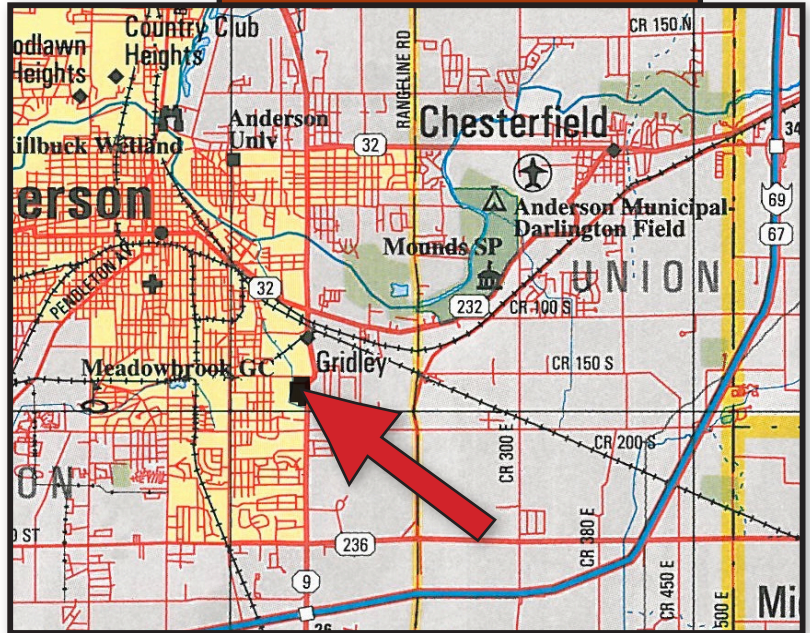 CR 150 N
Country Club
Heights
odlawn
Heights
RANGELINE RD
Anderson
Univ
Chesterfield
34
illbuck Wetland
32
69
erson
Anderson Municipal-
Darlington Field
67
Mounds SP
UNION
PENDLETON AV
32
232
CR 100 S
Meadowbrook GC
Gridley
CR 150 S
CR 300 E
CR 200 S
ON
D ST
236
CR 380 E
CR 450 E
500 E
9
26
Mi